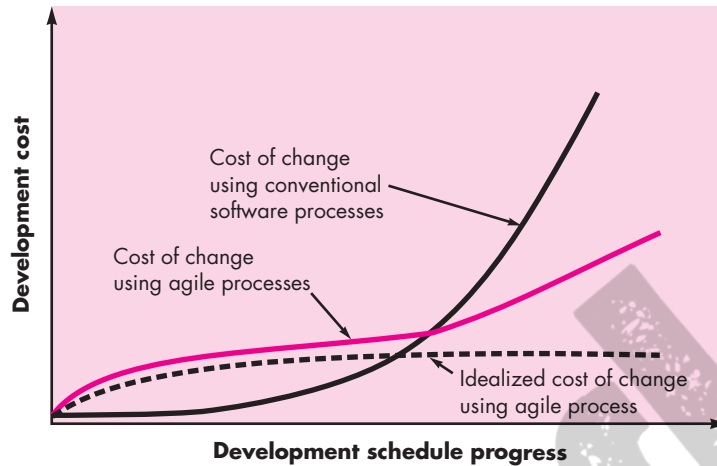 Development cost
Cost of change
using conventional
software processes
Cost of change
using agile processes
Idealized cost of change
using agile process
Development schedule progress